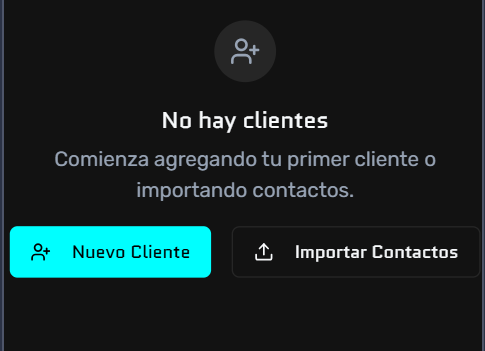 No hay clientes
Comienza agregando tu primer cliente o
importando contactos.
Nuevo Cliente
Importar Contactos